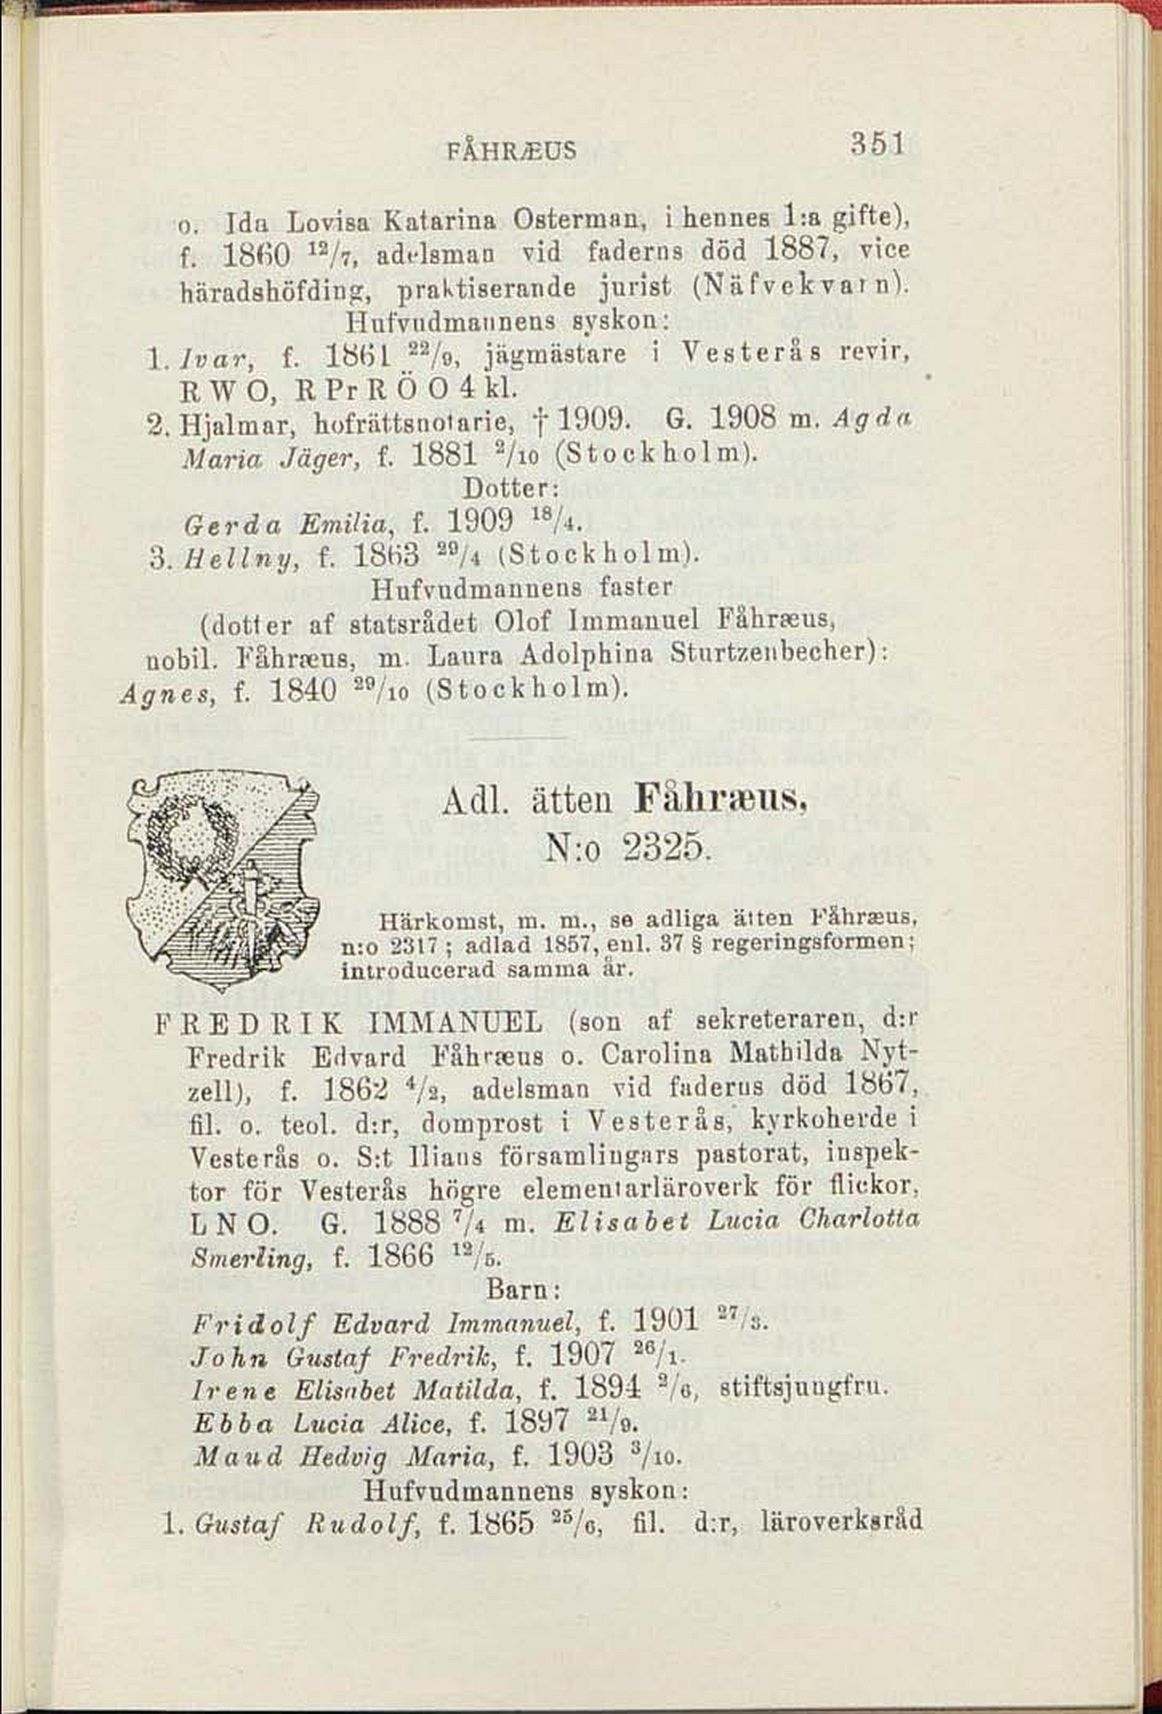 FÅHRÆUS 351
o. Ida Lovisa Katarina Osterman, i hennes 1:a gifte),
f. 1860 12/7, adelsman vid faderns död 1887, vice
häradshöfding, praktiserande jurist (Näfvekvarn).
Hufvudmannens syskon:
1. Ivar, f. 1861 22/9, jägmästare i Vesterås revir,
R W O, R Pr R Ö O 4 kl.
2. Hjalmar, hofrättsnotarie, † 1909. G. 1908 m. Agda
Maria Jäger, f. 1881 2/10 (Stockholm).
Dotter:
Gerda Emilia, f. 1909 18/4.
3. Hellny, f. 1863 29/4 (Stockholm).
Hufvudmannens faster
(dotter af statsrådet Olof Immanuel Fåhræus,
nobil. Fåhræus, m. Laura Adolphina Sturtzenbecher):
Agnes, f. 1840 29/10 (Stockholm).
Adl. ätten Fåhræus,
N:o 2325.
Härkomst, m. m., se adliga ätten Fåhræus,
n:o 2317; adlad 1857, enl. 37 § regeringsformen;
introducerad samma år.
FREDRIK IMMANUEL (son af sekreteraren, d:r
Fredrik Edvard Fåhræus o. Carolina Mathilda Nyt-
zell), f. 1862 4/2, adelsman vid faderns död 1867,
fil. o. teol. d:r, domprost i Vesterås, kyrkoherde i
Vesterås o. S:t Ilians församlingars pastorat, inspek-
tor för Vesterås högre elementarläroverk för flickor,
L N O. G. 1888 7/4 m. Elisabet Lucia Charlotta
Smerling, f. 1866 12/5.
Barn:
Fridolf Edvard Immanuel, f. 1901 27/3.
John Gustaf Fredrik, f. 1907 26/1.
Irene Elisabet Matilda, f. 1894 2/6, stiftsjungfru.
Ebba Lucia Alice, f. 1897 21/9.
Maud Hedvig Maria, f. 1903 3/10.
Hufvudmannens syskon:
1. Gustaf Rudolf, f. 1865 25/6, fil. d:r, läroverksråd